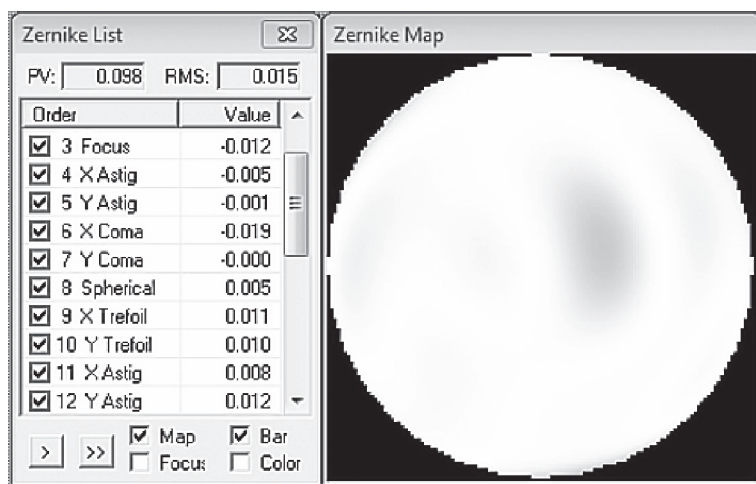 Zernike List
Zernike Map
PV: 0.098 RMS: 0.015
Order Value
3 Focus -0.012
4 X Astig -0.005
5 Y Astig -0.001
6 X Coma -0.019
7 Y Coma -0.000
8 Spherical 0.005
9 X Trefoil 0.011
10 Y Trefoil 0.010
11 X Astig 0.008
12 Y Astig 0.012
> >> Map Bar
Focus Color